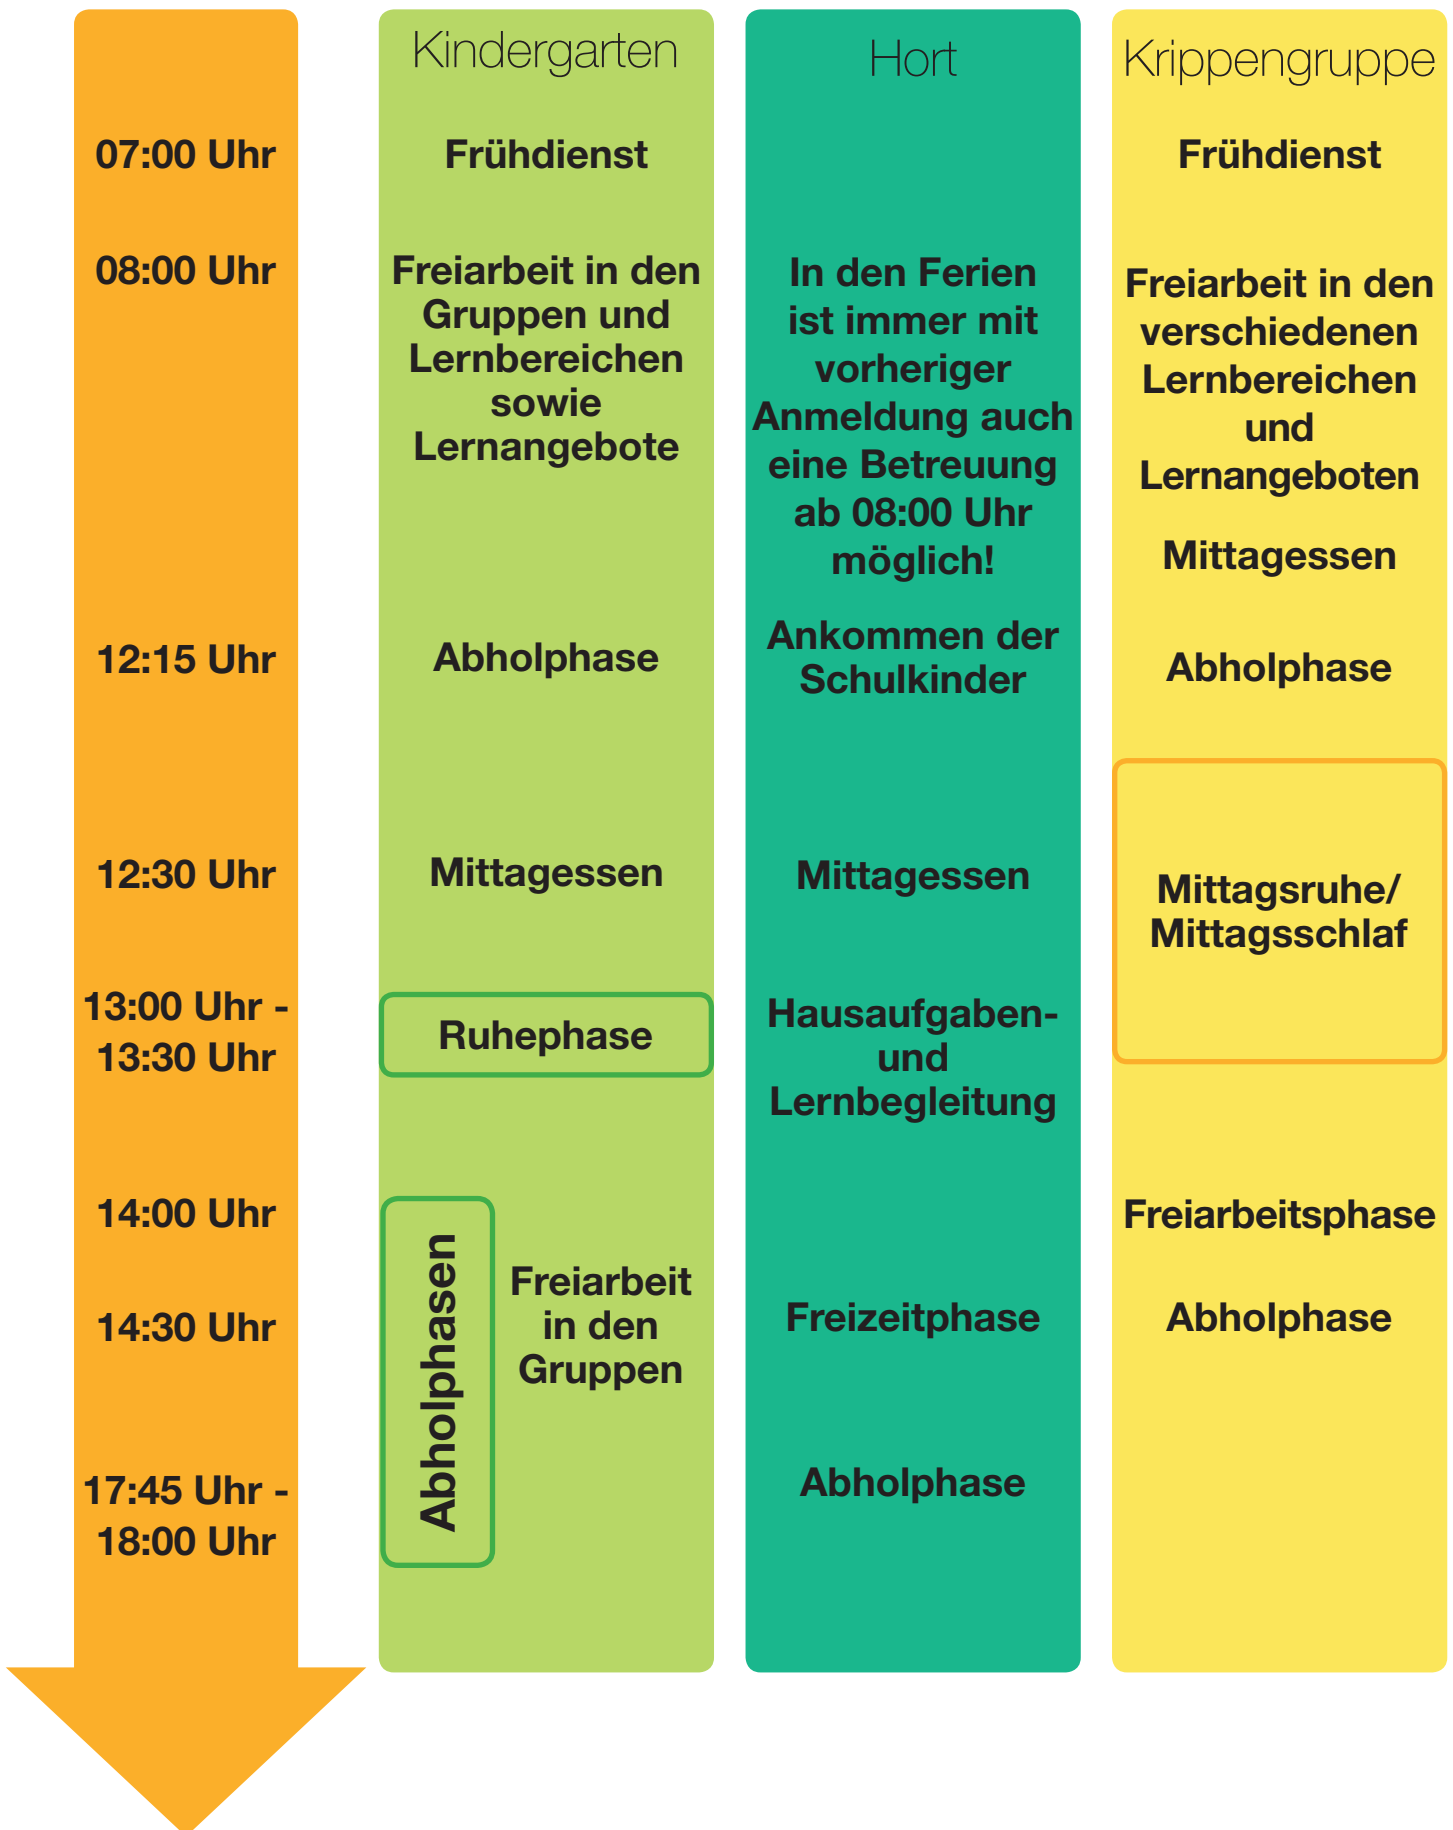 Kindergarten
Hort
Krippengruppe
07:00 Uhr
Frühdienst
Frühdienst
08:00 Uhr
Freiarbeit in den
Gruppen und
Lernbereichen
sowie
Lernangebote
In den Ferien
ist immer mit
vorheriger
Anmeldung auch
eine Betreuung
ab 08:00 Uhr
möglich!
Freiarbeit in den
verschiedenen
Lernbereichen
und
Lernangeboten
Mittagessen
12:15 Uhr
Abholphase
Ankommen der
Schulkinder
Abholphase
12:30 Uhr
Mittagessen
Mittagessen
Mittagsruhe/
Mittagsschlaf
13:00 Uhr -
13:30 Uhr
Ruhephase
Hausaufgaben-
und
Lernbegleitung
14:00 Uhr
Freiarbeitsphase
14:30 Uhr
Abholphasen
Freiarbeit
in den
Gruppen
Freizeitphase
Abholphase
17:45 Uhr -
18:00 Uhr
Abholphase